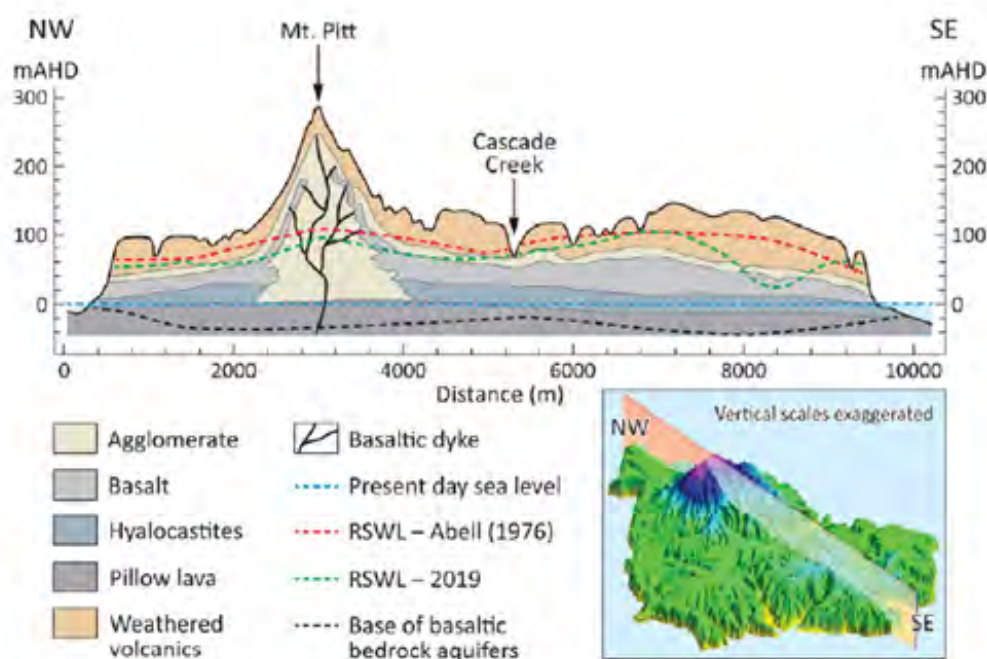 NW
Mt. Pitt
SE
mAHD
mAHD
300
300
Cascade
Creek
200
200
100
100
0
0
0
2000
4000
6000
8000
10000
Distance (m)
Agglomerate
Basalt
Hyalocastites
Pillow lava
Weathered
volcanics
Basaltic dyke
Present day sea level
RSWL – Abell (1976)
RSWL – 2019
Base of basaltic
bedrock aquifers
Vertical scales exaggerated
NW
SE